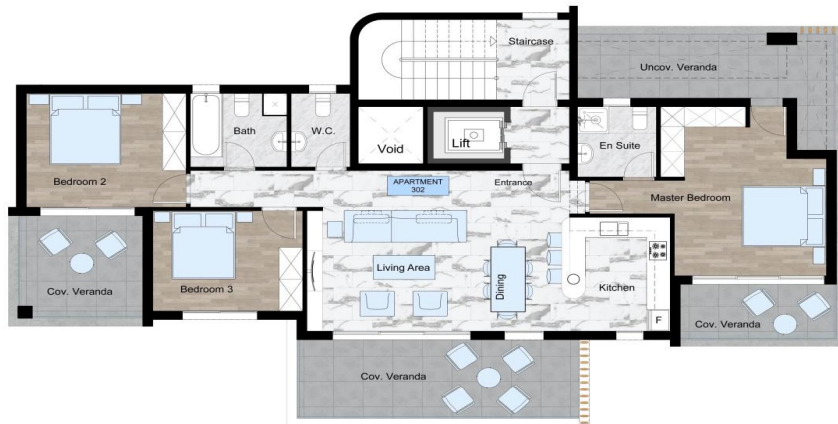 Staircase
Uncov. Veranda
Bath
W.C.
Void
Lift
En Suite
Bedroom 2
APARTMENT
302
Entrance
Master Bedroom
Cov. Veranda
Bedroom 3
Living Area
Dining
Kitchen
F
Cov. Veranda
Cov. Veranda